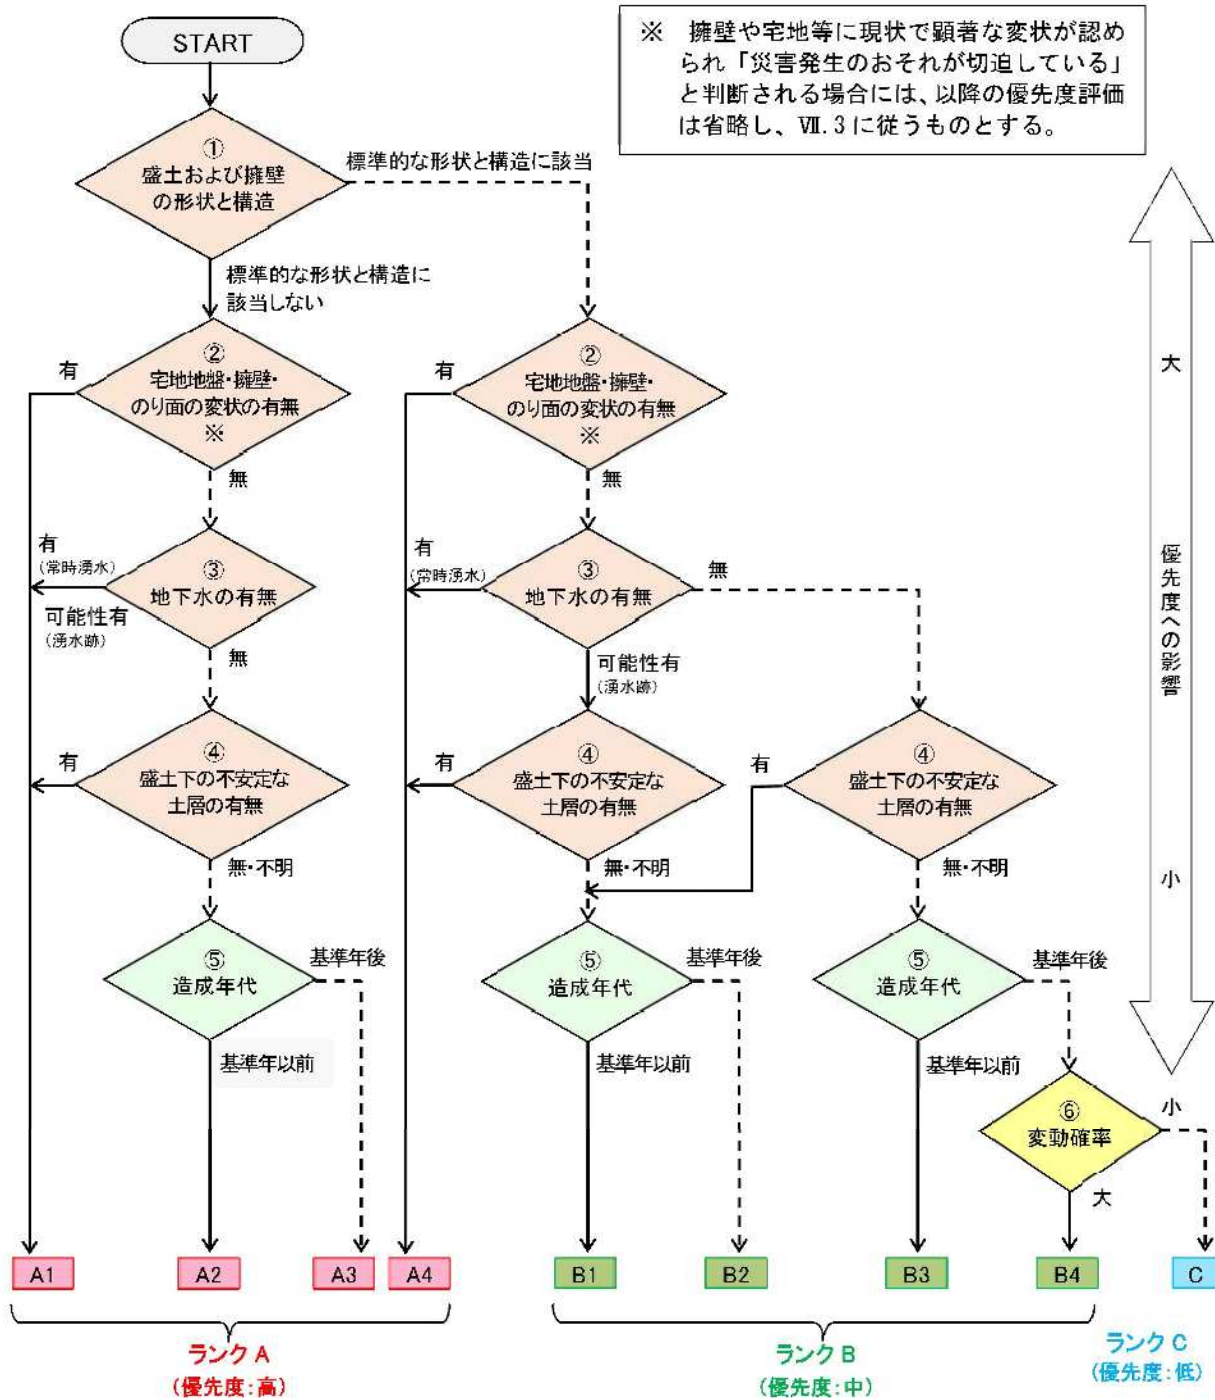 START
※ 擁壁や宅地等に現状で顕著な変状が認め
られ「災害発生のおそれが切迫している」
と判断される場合には、以降の優先度評価
は省略し、Ⅶ.3に従うものとする。
①
盛土および擁壁
の形状と構造
標準的な形状と構造に該当
標準的な形状と構造に
該当しない
有
②
宅地地盤・擁壁・
のり面の変状の有無
※
無
有
②
宅地地盤・擁壁・
のり面の変状の有無
※
無
有
(常時湧水)
可能性有
(湧水跡)
③
地下水の有無
無
有
(常時湧水)
③
地下水の有無
無
可能性有
(湧水跡)
有
④
盛土下の不安定な
土層の有無
無・不明
有
④
盛土下の不安定な
土層の有無
無・不明
有
④
盛土下の不安定な
土層の有無
無・不明
⑤
造成年代
基準年後
基準年以前
⑤
造成年代
基準年後
基準年以前
⑤
造成年代
基準年後
基準年以前
⑥
変動確率
小
大
大
優先度への影響
小
A1
A2
A3
A4
B1
B2
B3
B4
C
ランク A
(優先度:高)
ランク B
(優先度:中)
ランク C
(優先度:低)